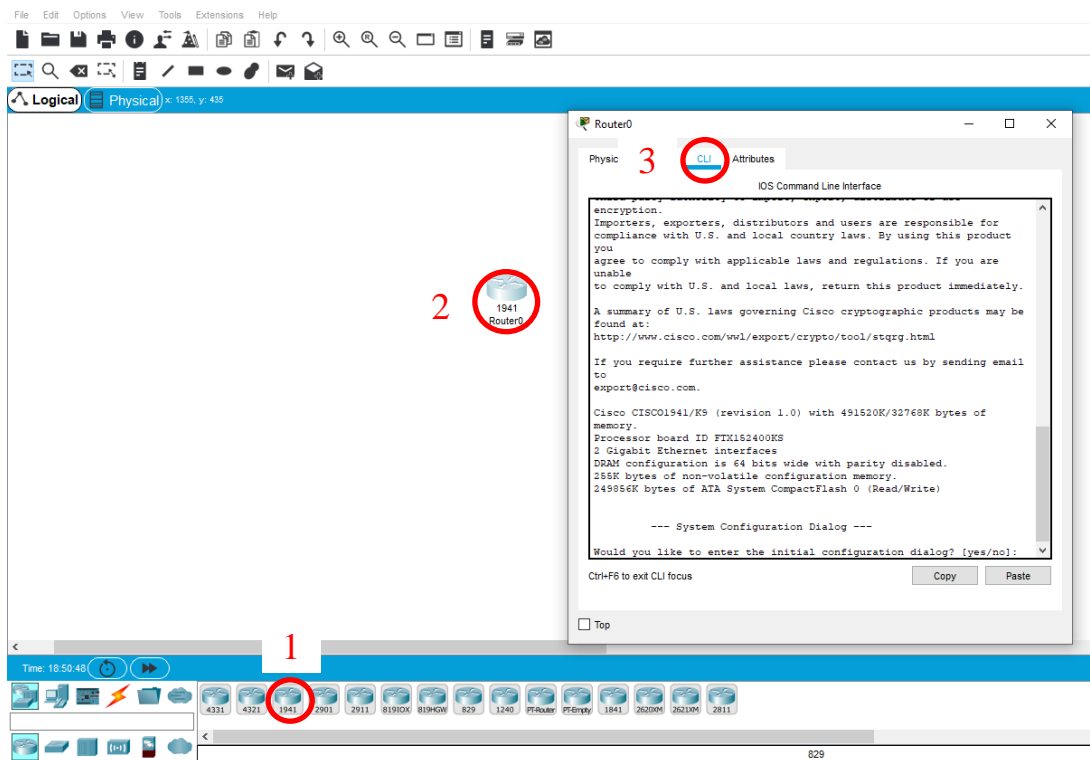 File Edit Options View Tools Extensions Help
Logical Physical x: 1355, y: 435
Router0
Physic 3 CLI Attributes
IOS Command Line Interface
encryption.
Importers, exporters, distributors and users are responsible for
compliance with U.S. and local country laws. By using this product
you
agree to comply with applicable laws and regulations. If you are
unable
to comply with U.S. and local laws, return this product immediately.
A summary of U.S. laws governing Cisco cryptographic products may be
found at:
http://www.cisco.com/wwl/export/crypto/tool/stqrg.html
If you require further assistance please contact us by sending email
to
export@cisco.com.
Cisco CISCO1941/K9 (revision 1.0) with 491520K/32768K bytes of
memory.
Processor board ID FTX152400KS
2 Gigabit Ethernet interfaces
DRAM configuration is 64 bits wide with parity disabled.
255K bytes of non-volatile configuration memory.
249856K bytes of ATA System CompactFlash 0 (Read/Write)
--- System Configuration Dialog ---
Would you like to enter the initial configuration dialog? [yes/no]:
Ctrl+F6 to exit CLI focus
Copy Paste
Top
2
1941
Router0
1
Time: 18:50:48
4331 4321 1941 2901 2911 819IOX 819HGW 829 1240 PT-Router PT-Empty 1841 2620XM 2621XM 2811
829